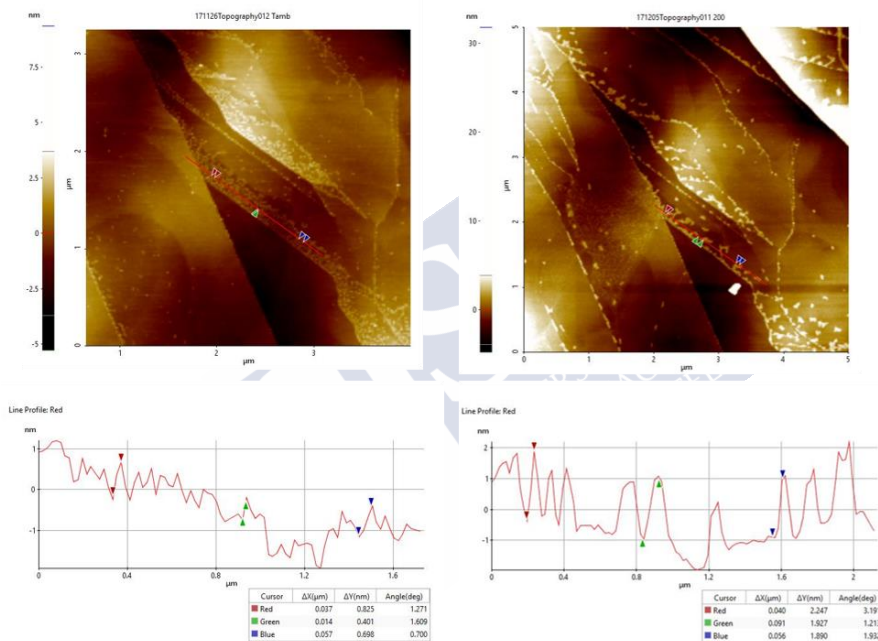 171126Topography012 Tamb
nm
7.5
5
2.5
0
-2.5
-5
3
2
1
µm
1
2
3
µm
171205Topography011 200
nm
30
20
10
0
5
4
3
2
1
0
µm
0
1
2
3
4
5
µm
Line Profile: Red
nm
1
0
-1
0
0.4
0.8
1.2
1.6
µm
Cursor ΔX(µm) ΔY(nm) Angle(deg)
Red 0.037 0.825 1.271
Green 0.014 0.401 1.609
Blue 0.057 0.698 0.700
Line Profile: Red
nm
2
1
0
-1
0
0.4
0.8
1.2
1.6
2
µm
Cursor ΔX(µm) ΔY(nm) Angle(deg)
Red 0.040 2.247
Green 0.091 1.927
Blue 0.056 1.890